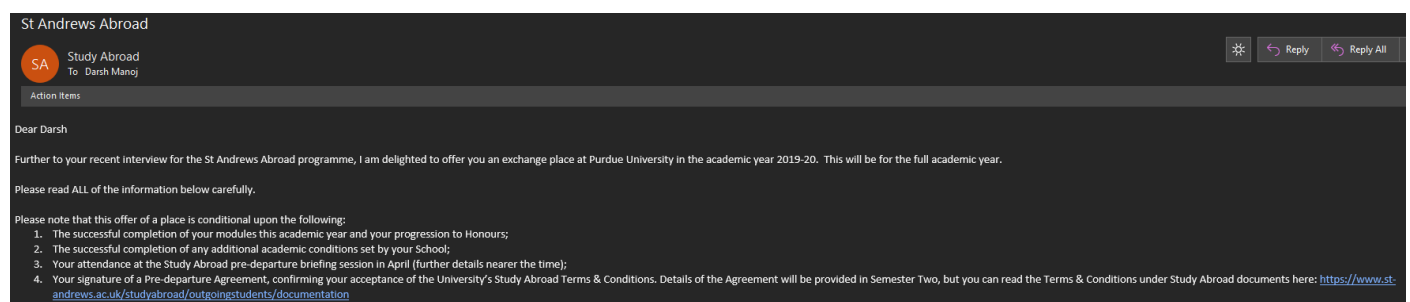 St Andrews Abroad
SA
Study Abroad
To Darsh Manoj
Reply
Reply All
Action Items
Dear Darsh
Further to your recent interview for the St Andrews Abroad programme, I am delighted to offer you an exchange place at Purdue University in the academic year 2019-20. This will be for the full academic year.
Please read ALL of the information below carefully.
Please note that this offer of a place is conditional upon the following:
1. The successful completion of your modules this academic year and your progression to Honours;
2. The successful completion of any additional academic conditions set by your School;
3. Your attendance at the Study Abroad pre-departure briefing session in April (further details nearer the time);
4. Your signature of a Pre-departure Agreement, confirming your acceptance of the University's Study Abroad Terms & Conditions. Details of the Agreement will be provided in Semester Two, but you can read the Terms & Conditions under Study Abroad documents here: https://www.st-
andrews.ac.uk/studyabroad/outgoingstudents/documentation